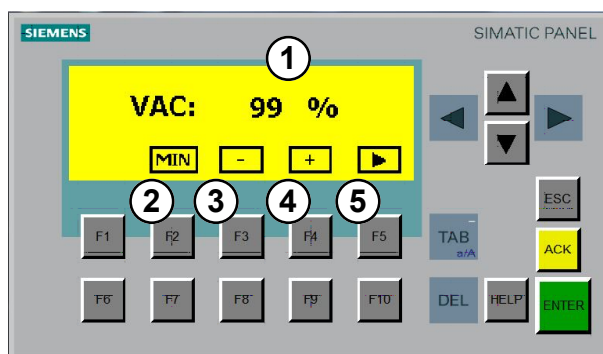 SIEMENS
SIMATIC PANEL
1
VAC: 99 %
MIN - +
2 3 4 5
F1 F2 F3 F4 F5
TAB
a/A
ESC
ACK
F6 F7 F8 F9 F10
DEL HELP ENTER